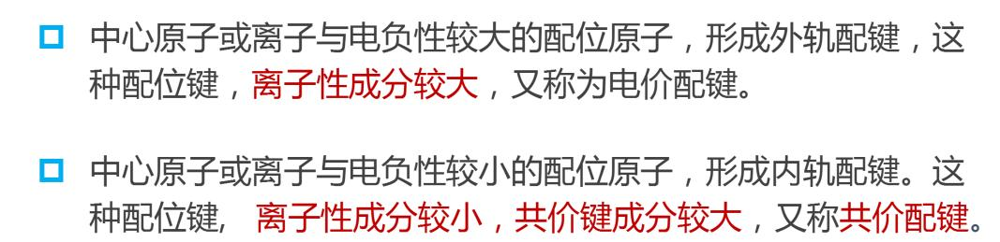 中心原子或离子与电负性较大的配位原子，形成外轨配键，这
种配位键，离子性成分较大，又称为电价配键。
中心原子或离子与电负性较小的配位原子，形成内轨配键。这
种配位键， 离子性成分较小，共价键成分较大，又称共价配键。